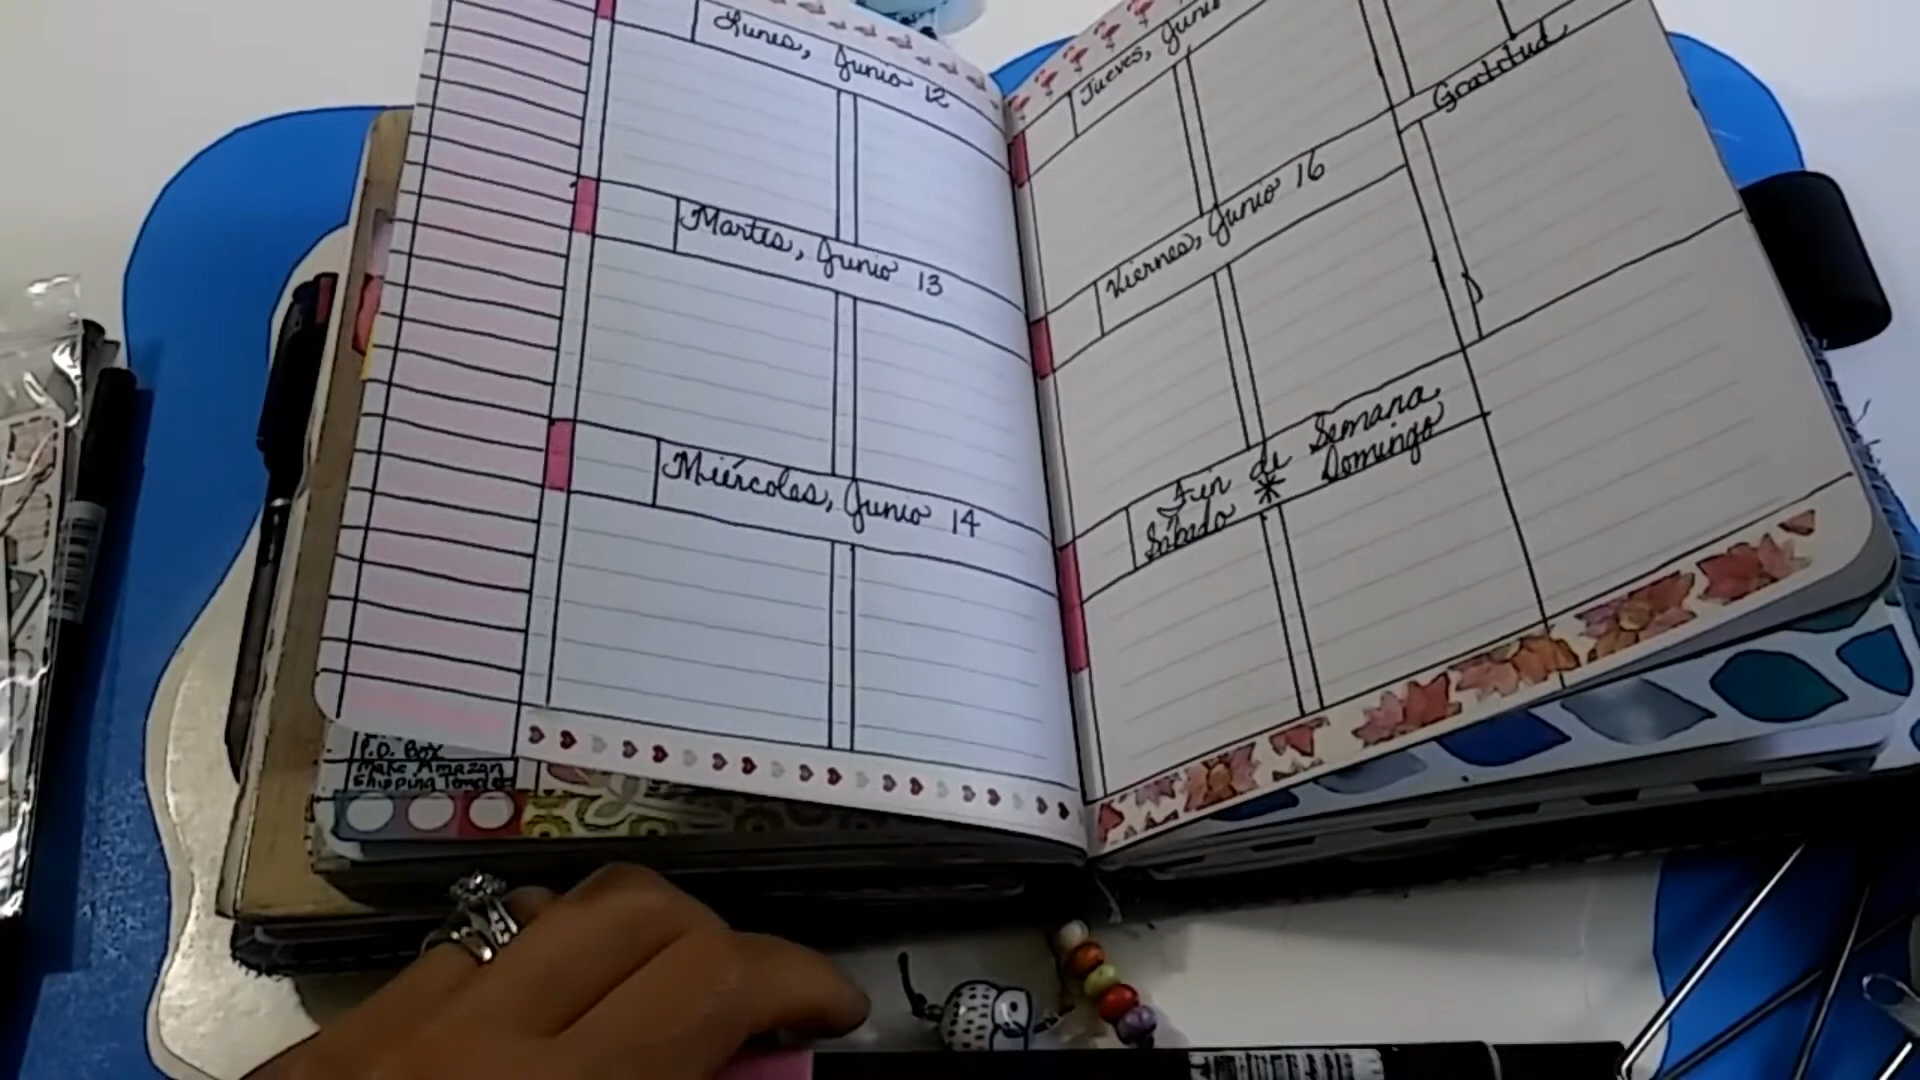 Lunes, Junio 12
Martes, Junio 13
Miércoles, Junio 14
P.O. Box
Make Amazon
Shipping
Jueves, Junio
Gratitud
Viernes, Junio 16
Fin de Semana
Sábado * Domingo